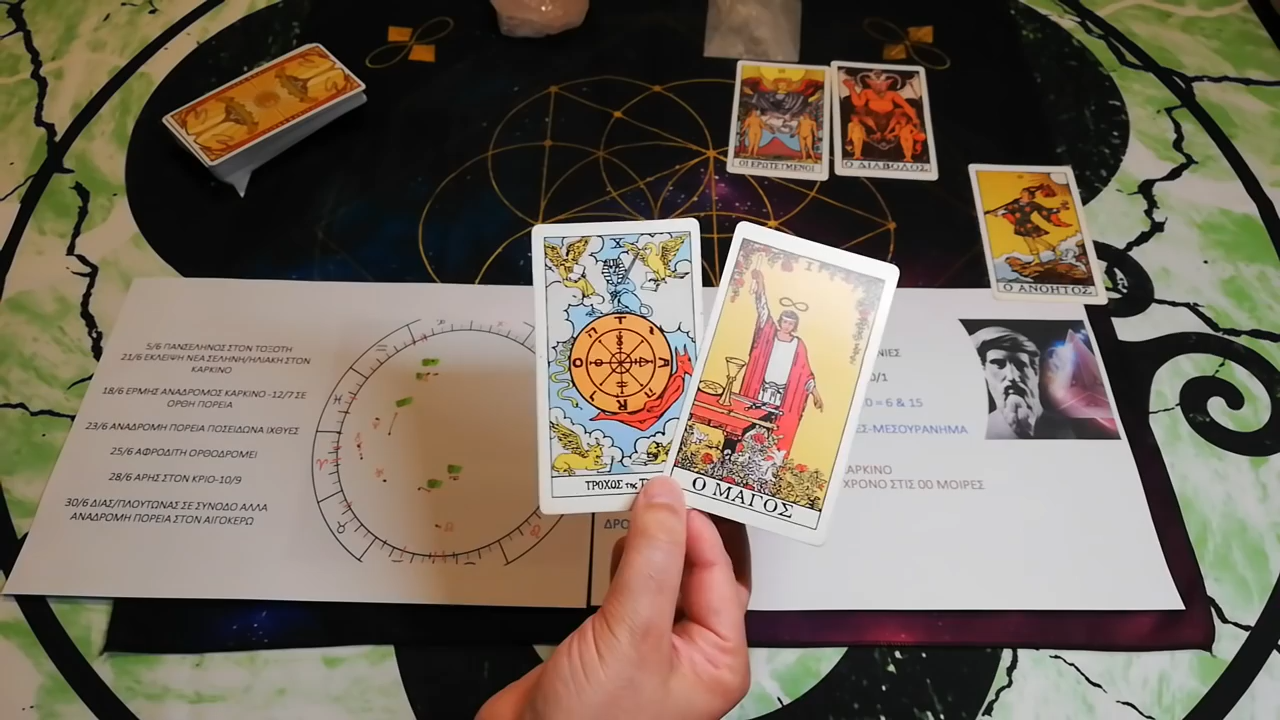 ΟΙ ΕΡΩΤΕΥΜΕΝΟΙ
Ο ΔΙΑΒΟΛΟΣ
Ο ΑΝΟΗΤΟΣ
X
I
ΤΡΟΧΟΣ της
Ο ΜΑΓΟΣ
5/6 ΠΑΝΣΕΛΗΝΟΣ ΣΤΟΝ ΤΟΞΟΤΗ
21/6 ΕΚΛΕΙΨΗ ΝΕΑ ΣΕΛΗΝΗ/ΗΛΙΑΚΗ ΣΤΟΝ
ΚΑΡΚΙΝΟ
18/6 ΕΡΜΗΣ ΑΝΑΔΡΟΜΟΣ ΚΑΡΚΙΝΟ -12/7 ΣΕ
ΟΡΘΗ ΠΟΡΕΙΑ
23/6 ΑΝΑΔΡΟΜΗ ΠΟΡΕΙΑ ΠΟΣΕΙΔΩΝΑ ΙΧΘΥΕΣ
25/6 ΑΦΡΟΔΙΤΗ ΟΡΘΟΔΡΟΜΕΙ
28/6 ΑΡΗΣ ΣΤΟΝ ΚΡΙΟ-10/9
30/6 ΔΙΑΣ/ΠΛΟΥΤΩΝΑΣ ΣΕ ΣΥΝΟΔΟ ΑΛΛΑ
ΑΝΑΔΡΟΜΗ ΠΟΡΕΙΑ ΣΤΟΝ ΑΙΓΟΚΕΡΩ
ΝΙΕΣ
0/1
0 = 6 & 15
ΕΣ-ΜΕΣΟΥΡΑΝΗΜΑ
ΚΑΡΚΙΝΟ
ΧΡΟΝΟ ΣΤΙΣ 00 ΜΟΙΡΕΣ
ΔΡΟ